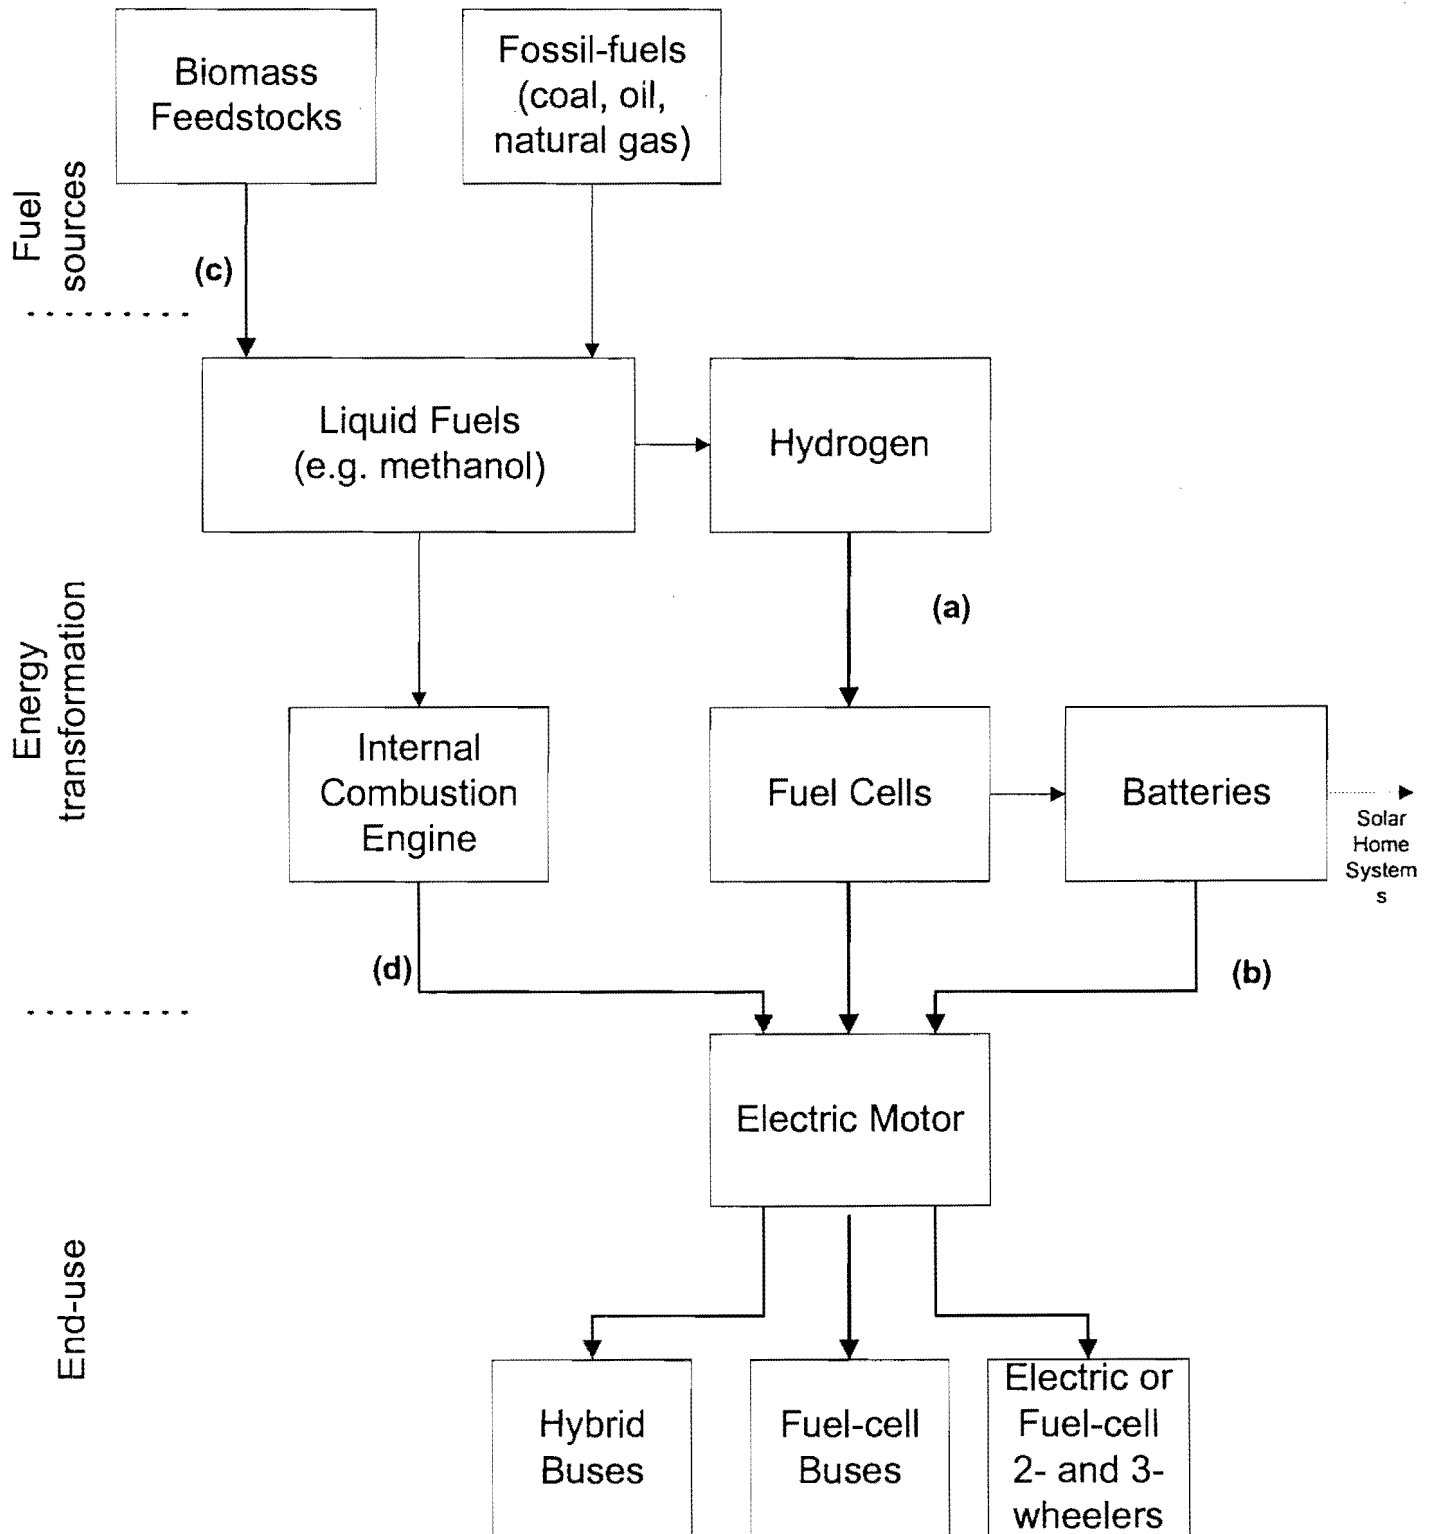 Biomass
Feedstocks
Fossil-fuels
(coal, oil,
natural gas)
Fuel
sources
(c)
Liquid Fuels
(e.g. methanol)
Hydrogen
(a)
Energy
transformation
Internal
Combustion
Engine
Fuel Cells
Batteries
Solar
Home
System
s
(d)
(b)
Electric Motor
End-use
Hybrid
Buses
Fuel-cell
Buses
Electric or
Fuel-cell
2- and 3-
wheelers